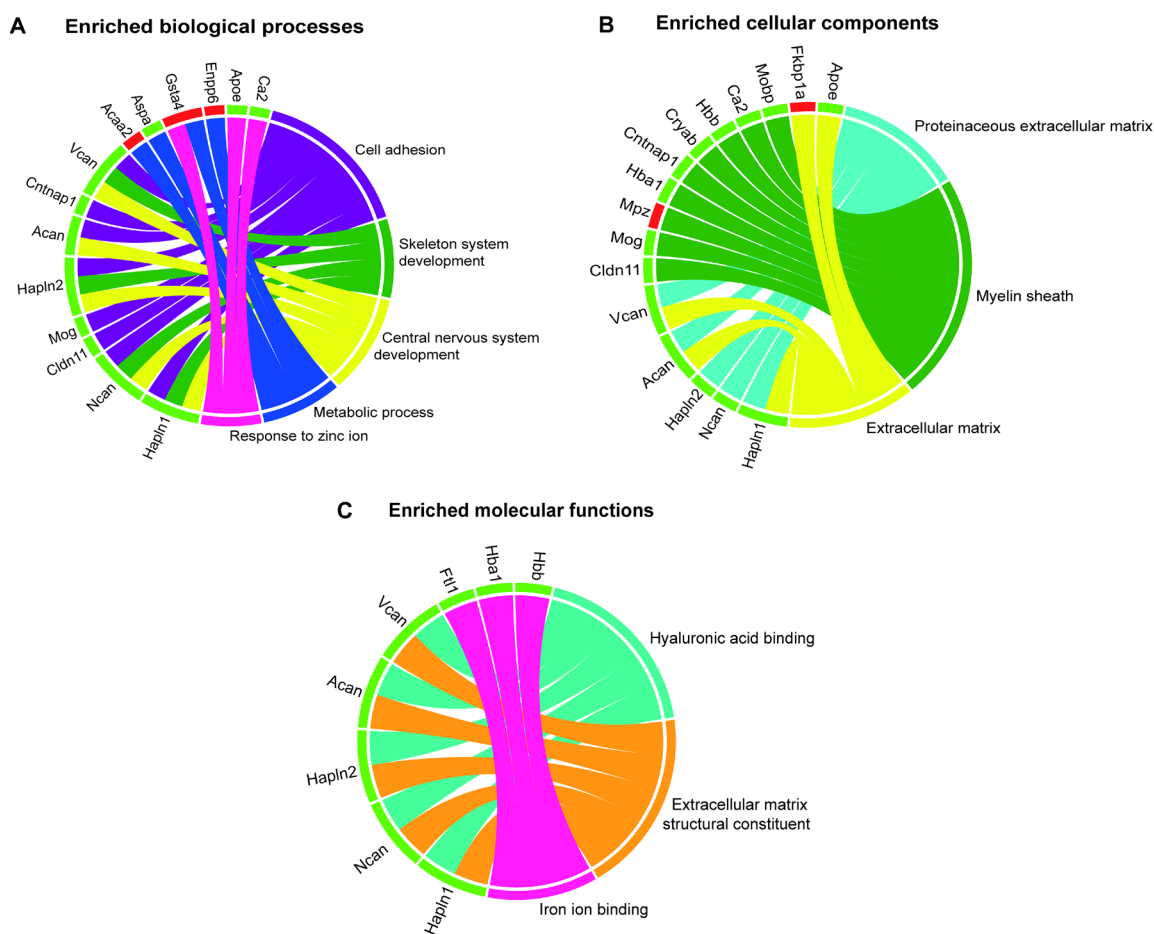 A Enriched biological processes
Ca2
Apoe
Enpp6
Gsta4
Aspa
Acaa2
Vcan
Cntnap1
Acan
Hapln2
Mog
Cldn11
Ncan
Hapln1
Cell adhesion
Skeleton system
development
Central nervous system
development
Metabolic process
Response to zinc ion
B Enriched cellular components
Apoe
Fkbp1a
Mobp
Ca2
Hbb
Cryab
Cntnap1
Hba1
Mpz
Mog
Cldn11
Vcan
Acan
Hapln2
Ncan
Hapln1
Proteinaceous extracellular matrix
Myelin sheath
Extracellular matrix
C Enriched molecular functions
Hbb
Hba1
Ftl1
Vcan
Acan
Hapln2
Ncan
Hapln1
Hyaluronic acid binding
Extracellular matrix
structural constituent
Iron ion binding